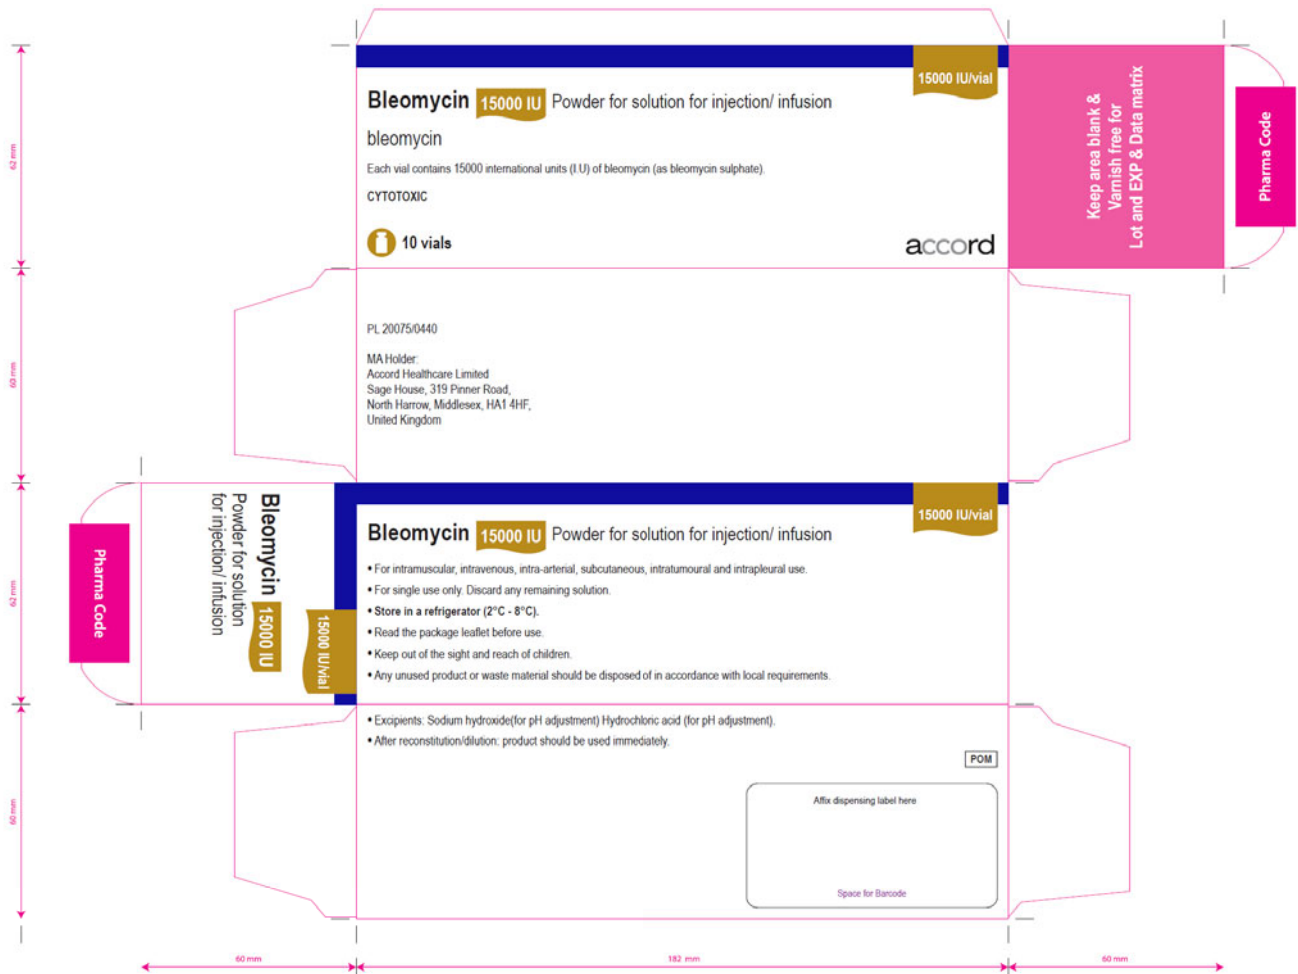 15000 IU/vial
Bleomycin 15000 IU Powder for solution for injection/ infusion
bleomycin
Each vial contains 15000 international units (I.U) of bleomycin (as bleomycin sulphate).
CYTOTOXIC
10 vials
accord
Keep area blank &
Varnish free for
Lot and EXP & Data matrix
Pharma Code
62 mm
PL 20075/0440
MA Holder:
Accord Healthcare Limited
Sage House, 319 Pinner Road,
North Harrow, Middlesex, HA1 4HF,
United Kingdom
60 mm
Pharma Code
Bleomycin 15000 IU
Powder for solution
for injection/ infusion
15000 IU/vial
15000 IU/vial
Bleomycin 15000 IU Powder for solution for injection/ infusion
• For intramuscular, intravenous, intra-arterial, subcutaneous, intratumoural and intrapleural use.
• For single use only. Discard any remaining solution.
• Store in a refrigerator (2°C - 8°C).
• Read the package leaflet before use.
• Keep out of the sight and reach of children.
• Any unused product or waste material should be disposed of in accordance with local requirements.
62 mm
• Excipients: Sodium hydroxide(for pH adjustment) Hydrochloric acid (for pH adjustment).
• After reconstitution/dilution: product should be used immediately.
POM
Affix dispensing label here
Space for Barcode
60 mm
60 mm
182 mm
60 mm